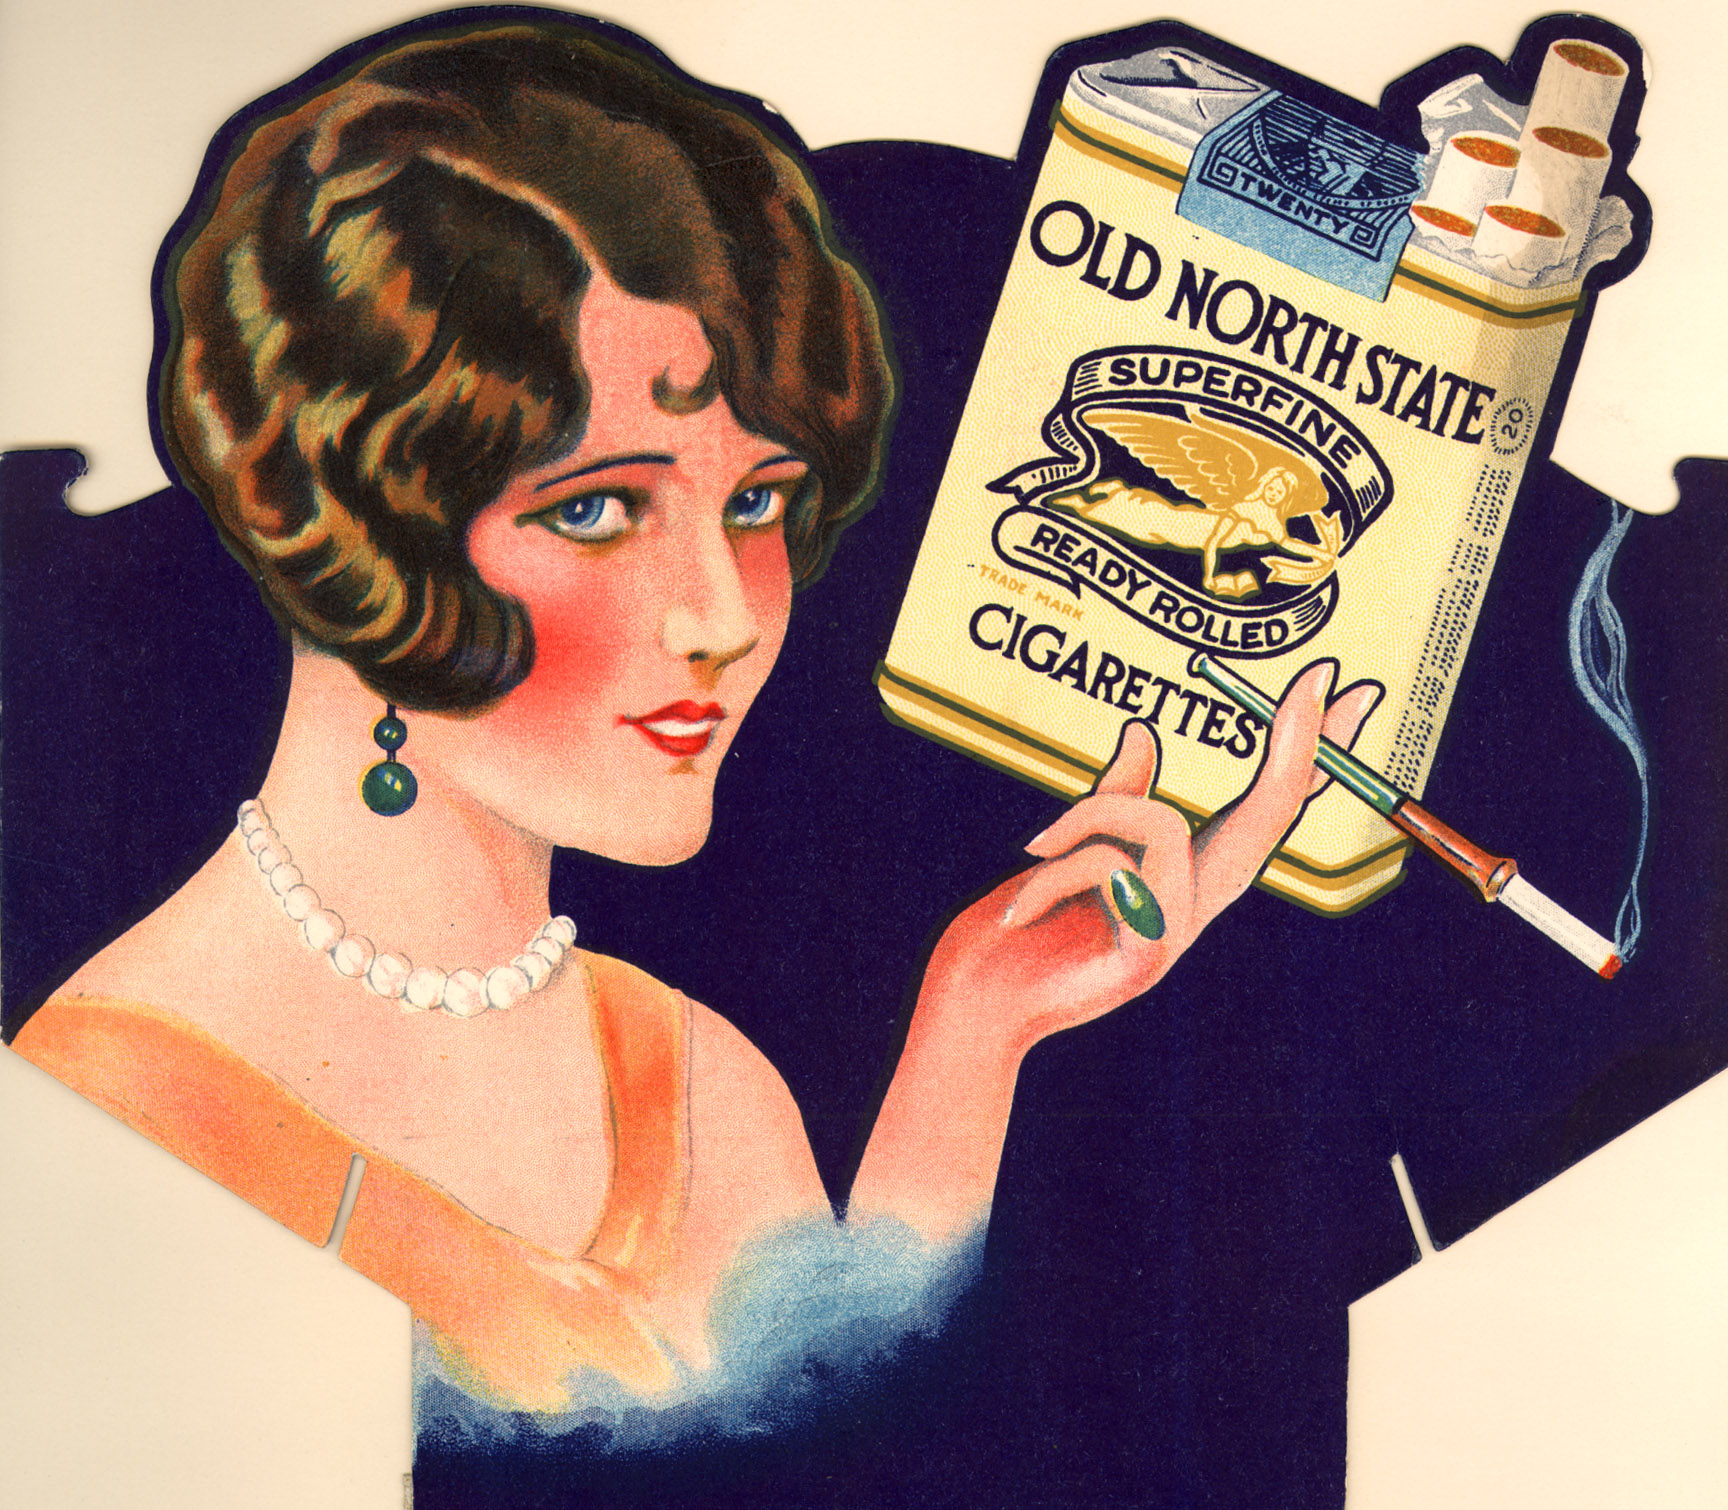 TWENTY
OLD NORTH STATE
20
SUPERFINE
READY ROLLED
TRADE MARK
CIGARETTES